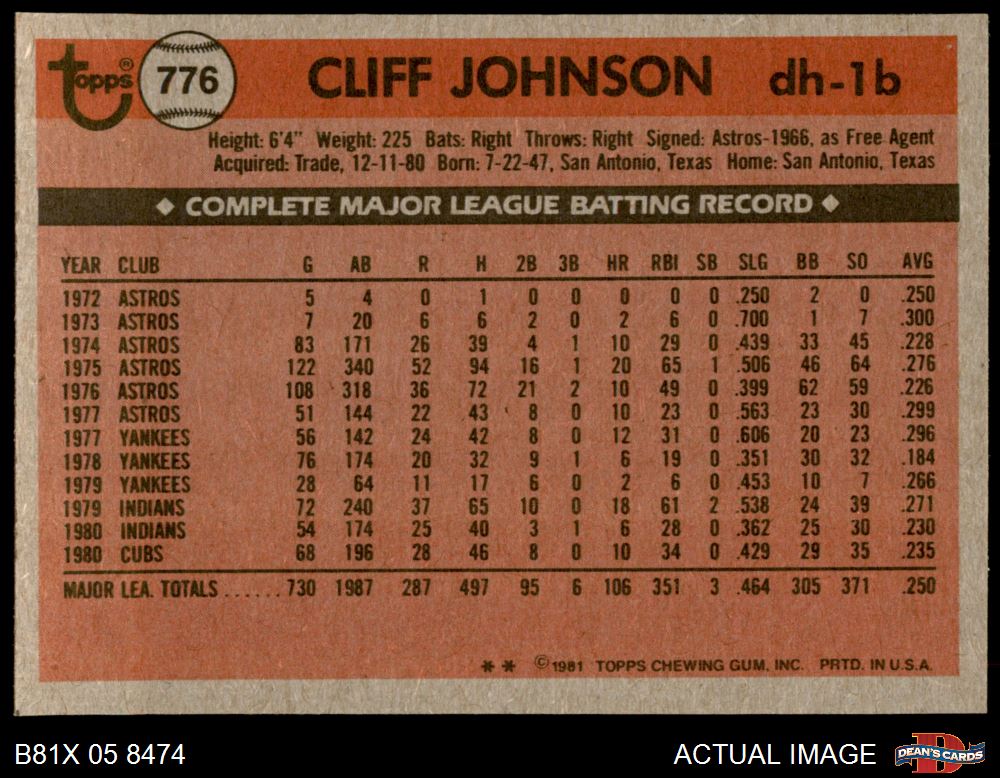 topps® 776 CLIFF JOHNSON dh-1b
Height: 6'4" Weight: 225 Bats: Right Throws: Right Signed: Astros-1966, as Free Agent
Acquired: Trade, 12-11-80 Born: 7-22-47, San Antonio, Texas Home: San Antonio, Texas
◆ COMPLETE MAJOR LEAGUE BATTING RECORD ◆
YEAR CLUB G AB R H 2B 3B HR RBI SB SLG BB SO AVG
1972 ASTROS 5 4 0 1 0 0 0 0 0 .250 2 0 .250
1973 ASTROS 7 20 6 6 2 0 2 6 0 .700 1 7 .300
1974 ASTROS 83 171 26 39 4 1 10 29 0 .439 33 45 .228
1975 ASTROS 122 340 52 94 16 1 20 65 1 .506 46 64 .276
1976 ASTROS 108 318 36 72 21 2 10 49 0 .399 62 59 .226
1977 ASTROS 51 144 22 43 8 0 10 23 0 .563 23 30 .299
1977 YANKEES 56 142 24 42 8 0 12 31 0 .606 20 23 .296
1978 YANKEES 76 174 20 32 9 1 6 19 0 .351 30 32 .184
1979 YANKEES 28 64 11 17 6 0 2 6 0 .453 10 7 .266
1979 INDIANS 72 240 37 65 10 0 18 61 2 .538 24 39 .271
1980 INDIANS 54 174 25 40 3 1 6 28 0 .362 25 30 .230
1980 CUBS 68 196 28 46 8 0 10 34 0 .429 29 35 .235
MAJOR LEA. TOTALS ...... 730 1987 287 497 95 6 106 351 3 .464 305 371 .250
** ©1981 TOPPS CHEWING GUM, INC. PRTD. IN U.S.A.
B81X 05 8474 ACTUAL IMAGE DEAN'S CARDS